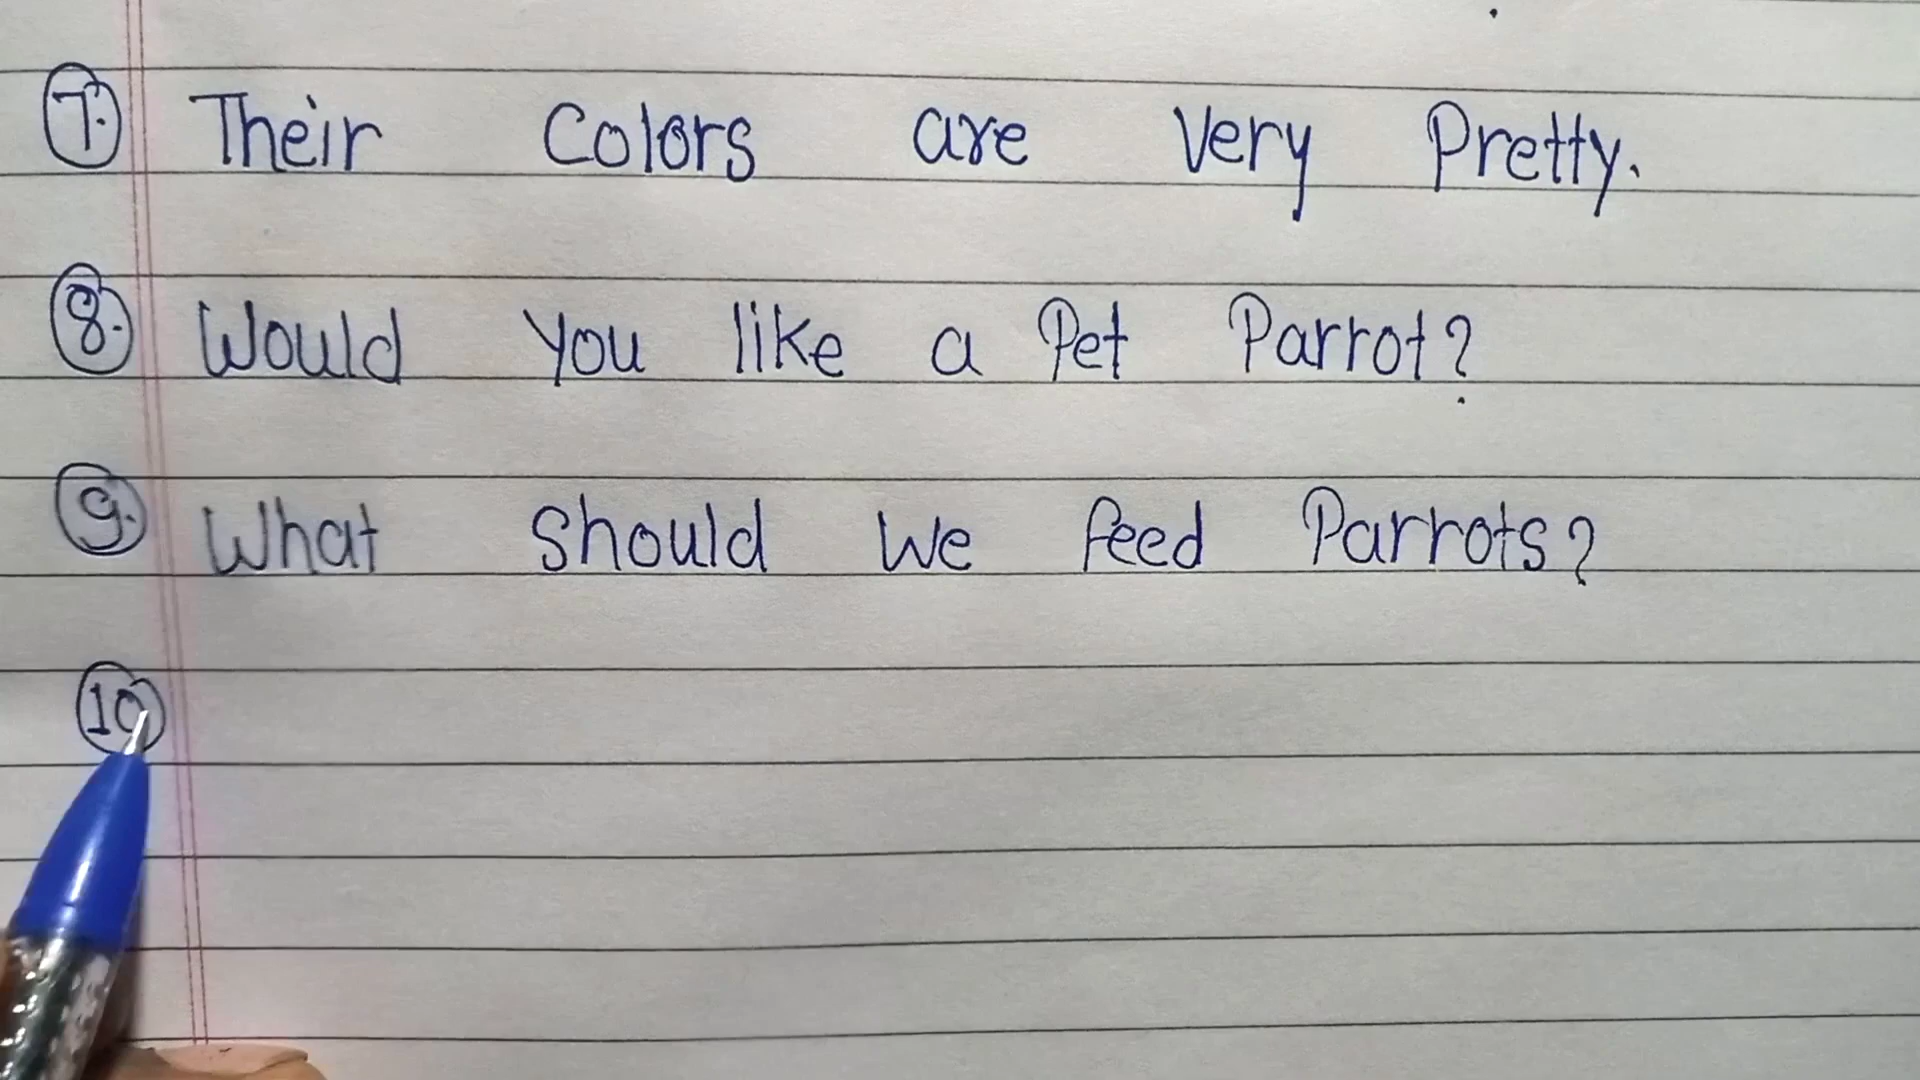 7. Their Colors are Very Pretty.
8. Would you like a Pet Parrot?
9. What should we feed Parrots?
10